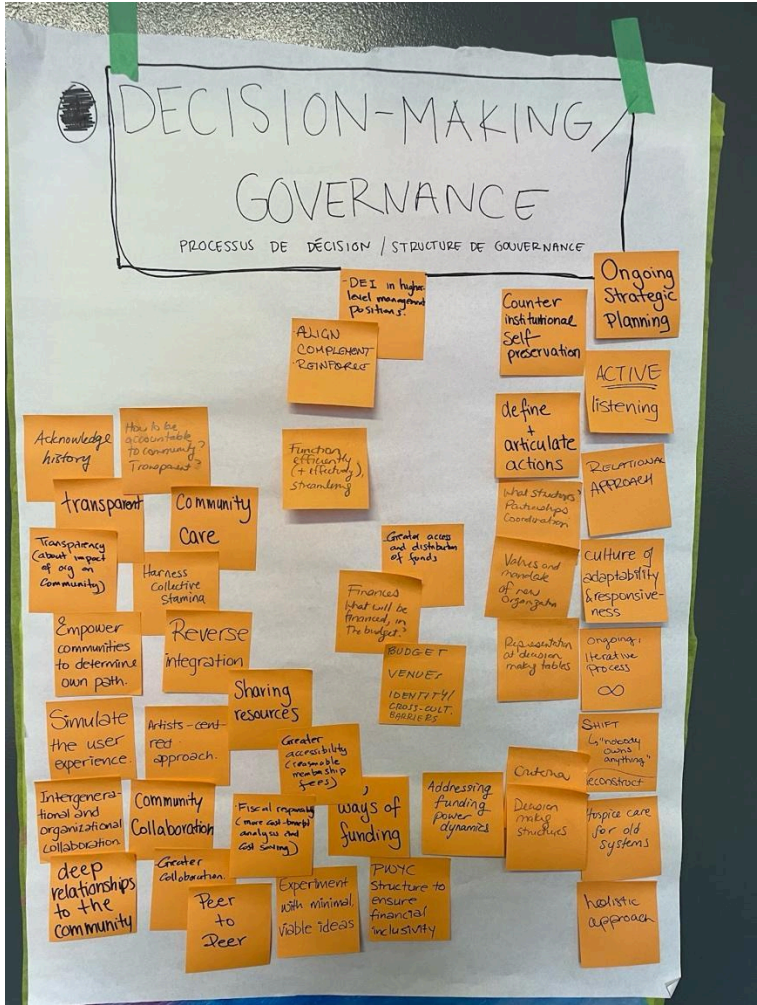 DECISION-MAKING/
GOVERNANCE
PROCESSUS DE DÉCISION / STRUCTURE DE GOUVERNANCE
·DEI in higher-
level management
positions.
·ALIGN
COMPLEMENT
·REINFORCE
Function
efficiently
(+ effectively),
streamlining
Counter
institutional
Self
preservation
Ongoing
Strategic
Planning
ACTIVE
listening
define
+
articulate
actions
RELATIONAL
APPROACH
What structures?
Partnerships
Coordination
Values and
mandate
of new
Organization
culture of
adaptability
& responsive-
ness
Representation
at decision
making tables
Ongoing,
iterative
process
∞
SHIFT
↳ "nobody
owns
anything"
econstruct
Criteria
Decision
making
structures
Hospice care
for old
systems
holistic
approach
Acknowledge
history
How to be
accountable
to community?
Transparent?
transparent
Community
Care
Transparency
(about impact
of org on
Community)
Harness
Collective
Stamina
Empower
communities
to determine
own path.
Reverse
integration
Simulate
the user
experience.
Artists-cent-
red
approach.
Sharing
resources
Greater access
and distribution
of funds
Finances
What will be
financed, in
the budget?
BUDGET
VENUES
IDENTITY/
CROSS-CULT.
BARRIERS
Greater
accessibility
(reasonable
membership
fees)
Intergenera-
tional and
organizational
collaboration.
Community
Collaboration
·Fiscal responsibility
(more cost-benefit
analysis and
cost saving)
ways of
funding
Addressing
funding
power
dynamics
deep
relationships
to the
community
·Greater
collaboration.
Peer
to
Peer
Experiment
with minimal,
viable ideas
PWYC
Structure to
ensure
financial
inclusivity